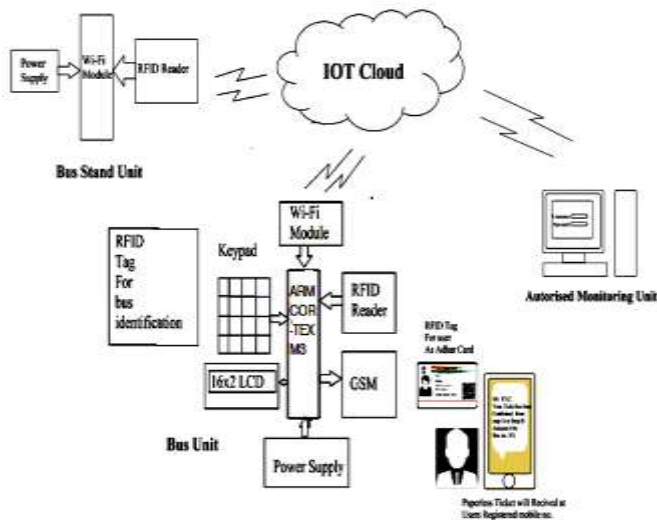 IOT Cloud
Power
Supply
Wi-Fi
Module
RFID Reader
Bus Stand Unit
Wi-Fi
Module
RFID
Tag
For
bus
identification
Keypad
ARM
COR
-TEX
M3
RFID
Reader
16x2 LCD
GSM
Bus Unit
Power Supply
Autorised Monitoring Unit
RFID Tag
For user
As Adhar Card
Paperless Ticket will Recived at
Users Registered mobile no.